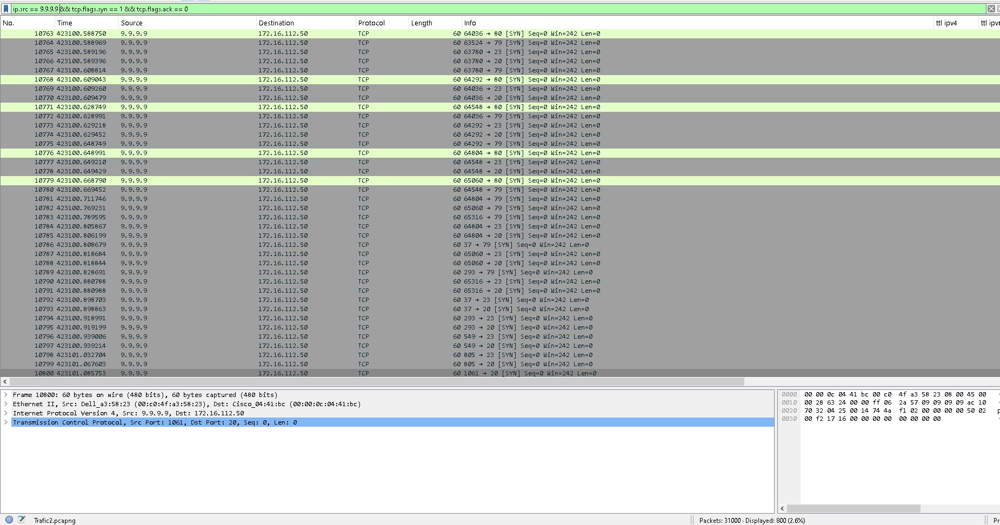 ip.src == 9.9.9.9 && tcp.flags.syn == 1 && tcp.flags.ack == 0
No. Time Source Destination Protocol Length Info ttl ipv4
10763 423100.588750 9.9.9.9 172.16.112.50 TCP 60 64036 → 80 [SYN] Seq=0 Win=242 Len=0
10764 423100.588969 9.9.9.9 172.16.112.50 TCP 60 63524 → 79 [SYN] Seq=0 Win=242 Len=0
10765 423100.589196 9.9.9.9 172.16.112.50 TCP 60 63780 → 23 [SYN] Seq=0 Win=242 Len=0
10766 423100.589396 9.9.9.9 172.16.112.50 TCP 60 63780 → 20 [SYN] Seq=0 Win=242 Len=0
10767 423100.608814 9.9.9.9 172.16.112.50 TCP 60 63780 → 79 [SYN] Seq=0 Win=242 Len=0
10768 423100.609043 9.9.9.9 172.16.112.50 TCP 60 64292 → 80 [SYN] Seq=0 Win=242 Len=0
10769 423100.609260 9.9.9.9 172.16.112.50 TCP 60 64036 → 23 [SYN] Seq=0 Win=242 Len=0
10770 423100.609479 9.9.9.9 172.16.112.50 TCP 60 64036 → 20 [SYN] Seq=0 Win=242 Len=0
10771 423100.628749 9.9.9.9 172.16.112.50 TCP 60 64548 → 80 [SYN] Seq=0 Win=242 Len=0
10772 423100.628991 9.9.9.9 172.16.112.50 TCP 60 64036 → 79 [SYN] Seq=0 Win=242 Len=0
10773 423100.629218 9.9.9.9 172.16.112.50 TCP 60 64292 → 23 [SYN] Seq=0 Win=242 Len=0
10774 423100.629452 9.9.9.9 172.16.112.50 TCP 60 64292 → 20 [SYN] Seq=0 Win=242 Len=0
10775 423100.648749 9.9.9.9 172.16.112.50 TCP 60 64292 → 79 [SYN] Seq=0 Win=242 Len=0
10776 423100.648991 9.9.9.9 172.16.112.50 TCP 60 64804 → 80 [SYN] Seq=0 Win=242 Len=0
10777 423100.649210 9.9.9.9 172.16.112.50 TCP 60 64548 → 23 [SYN] Seq=0 Win=242 Len=0
10778 423100.649429 9.9.9.9 172.16.112.50 TCP 60 64548 → 20 [SYN] Seq=0 Win=242 Len=0
10779 423100.668790 9.9.9.9 172.16.112.50 TCP 60 65060 → 80 [SYN] Seq=0 Win=242 Len=0
10780 423100.669452 9.9.9.9 172.16.112.50 TCP 60 64548 → 79 [SYN] Seq=0 Win=242 Len=0
10781 423100.711746 9.9.9.9 172.16.112.50 TCP 60 64804 → 79 [SYN] Seq=0 Win=242 Len=0
10782 423100.769231 9.9.9.9 172.16.112.50 TCP 60 65060 → 79 [SYN] Seq=0 Win=242 Len=0
10783 423100.789595 9.9.9.9 172.16.112.50 TCP 60 65316 → 79 [SYN] Seq=0 Win=242 Len=0
10784 423100.805867 9.9.9.9 172.16.112.50 TCP 60 64804 → 23 [SYN] Seq=0 Win=242 Len=0
10785 423100.806199 9.9.9.9 172.16.112.50 TCP 60 64804 → 20 [SYN] Seq=0 Win=242 Len=0
10786 423100.808679 9.9.9.9 172.16.112.50 TCP 60 37 → 79 [SYN] Seq=0 Win=242 Len=0
10787 423100.818684 9.9.9.9 172.16.112.50 TCP 60 65060 → 23 [SYN] Seq=0 Win=242 Len=0
10788 423100.818844 9.9.9.9 172.16.112.50 TCP 60 65060 → 20 [SYN] Seq=0 Win=242 Len=0
10789 423100.828691 9.9.9.9 172.16.112.50 TCP 60 293 → 79 [SYN] Seq=0 Win=242 Len=0
10790 423100.880788 9.9.9.9 172.16.112.50 TCP 60 65316 → 23 [SYN] Seq=0 Win=242 Len=0
10791 423100.880988 9.9.9.9 172.16.112.50 TCP 60 65316 → 20 [SYN] Seq=0 Win=242 Len=0
10792 423100.898703 9.9.9.9 172.16.112.50 TCP 60 37 → 23 [SYN] Seq=0 Win=242 Len=0
10793 423100.898863 9.9.9.9 172.16.112.50 TCP 60 37 → 20 [SYN] Seq=0 Win=242 Len=0
10794 423100.918991 9.9.9.9 172.16.112.50 TCP 60 293 → 23 [SYN] Seq=0 Win=242 Len=0
10795 423100.919199 9.9.9.9 172.16.112.50 TCP 60 293 → 20 [SYN] Seq=0 Win=242 Len=0
10796 423100.939006 9.9.9.9 172.16.112.50 TCP 60 549 → 23 [SYN] Seq=0 Win=242 Len=0
10797 423100.939214 9.9.9.9 172.16.112.50 TCP 60 549 → 20 [SYN] Seq=0 Win=242 Len=0
10798 423101.032704 9.9.9.9 172.16.112.50 TCP 60 805 → 23 [SYN] Seq=0 Win=242 Len=0
10799 423101.067603 9.9.9.9 172.16.112.50 TCP 60 805 → 20 [SYN] Seq=0 Win=242 Len=0
10800 423101.085753 9.9.9.9 172.16.112.50 TCP 60 1061 → 20 [SYN] Seq=0 Win=242 Len=0
Frame 10800: 60 bytes on wire (480 bits), 60 bytes captured (480 bits)
Ethernet II, Src: Dell_a3:58:23 (00:c0:4f:a3:58:23), Dst: Cisco_04:41:bc (00:00:0c:04:41:bc)
Internet Protocol Version 4, Src: 9.9.9.9, Dst: 172.16.112.50
Transmission Control Protocol, Src Port: 1061, Dst Port: 20, Seq: 0, Len: 0
0000 00 00 0c 04 41 bc 00 c0 4f a3 58 23 08 00 45 00
0010 00 28 63 24 00 00 ff 06 2a 57 09 09 09 09 ac 10
0020 70 32 04 25 00 14 74 4a f1 02 00 00 00 00 50 02
0030 00 f2 17 16 00 00 00 00 00 00 00 00
Trafic2.pcapng
Packets: 31000 · Displayed: 800 (2.6%)